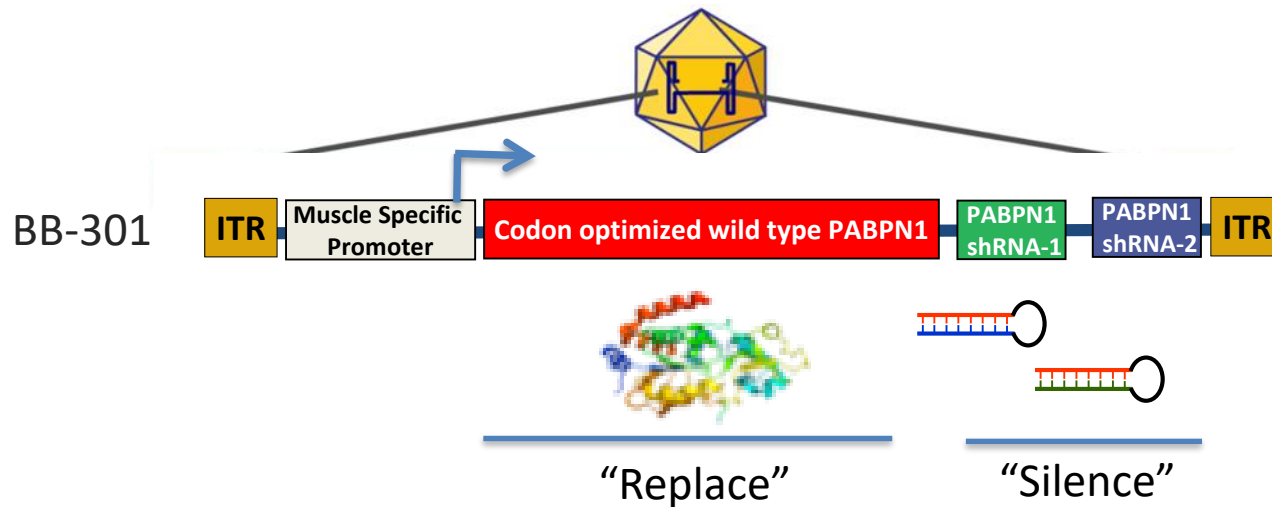 BB-301
ITR
Muscle Specific
Promoter
Codon optimized wild type PABPN1
PABPN1
shRNA-1
PABPN1
shRNA-2
ITR
“Replace”
“Silence”